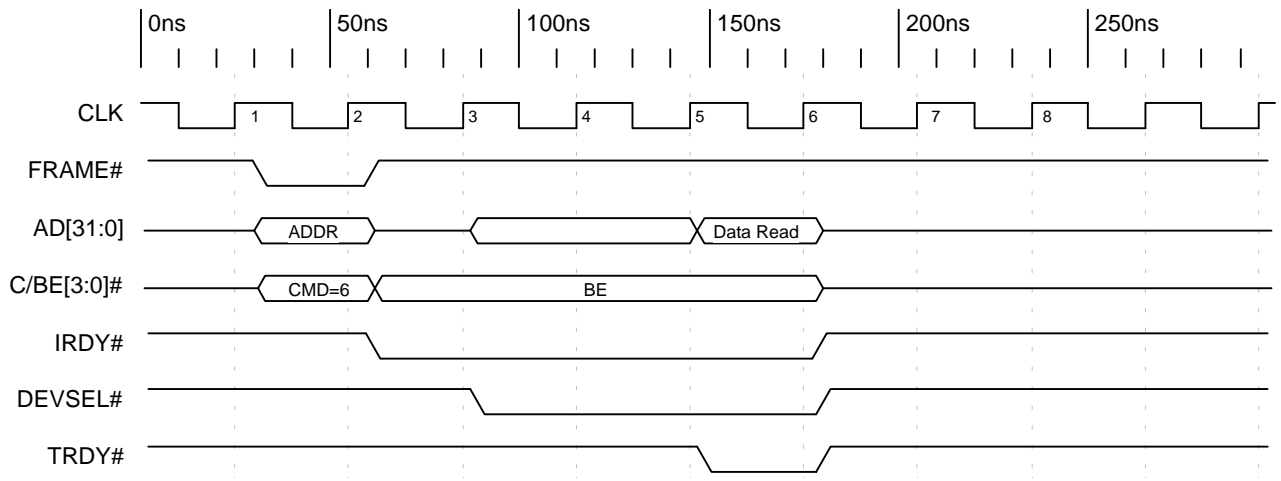 0ns 50ns 100ns 150ns 200ns 250ns
CLK 1 2 3 4 5 6 7 8
FRAME#
AD[31:0] ADDR Data Read
C/BE[3:0]# CMD=6 BE
IRDY#
DEVSEL#
TRDY#